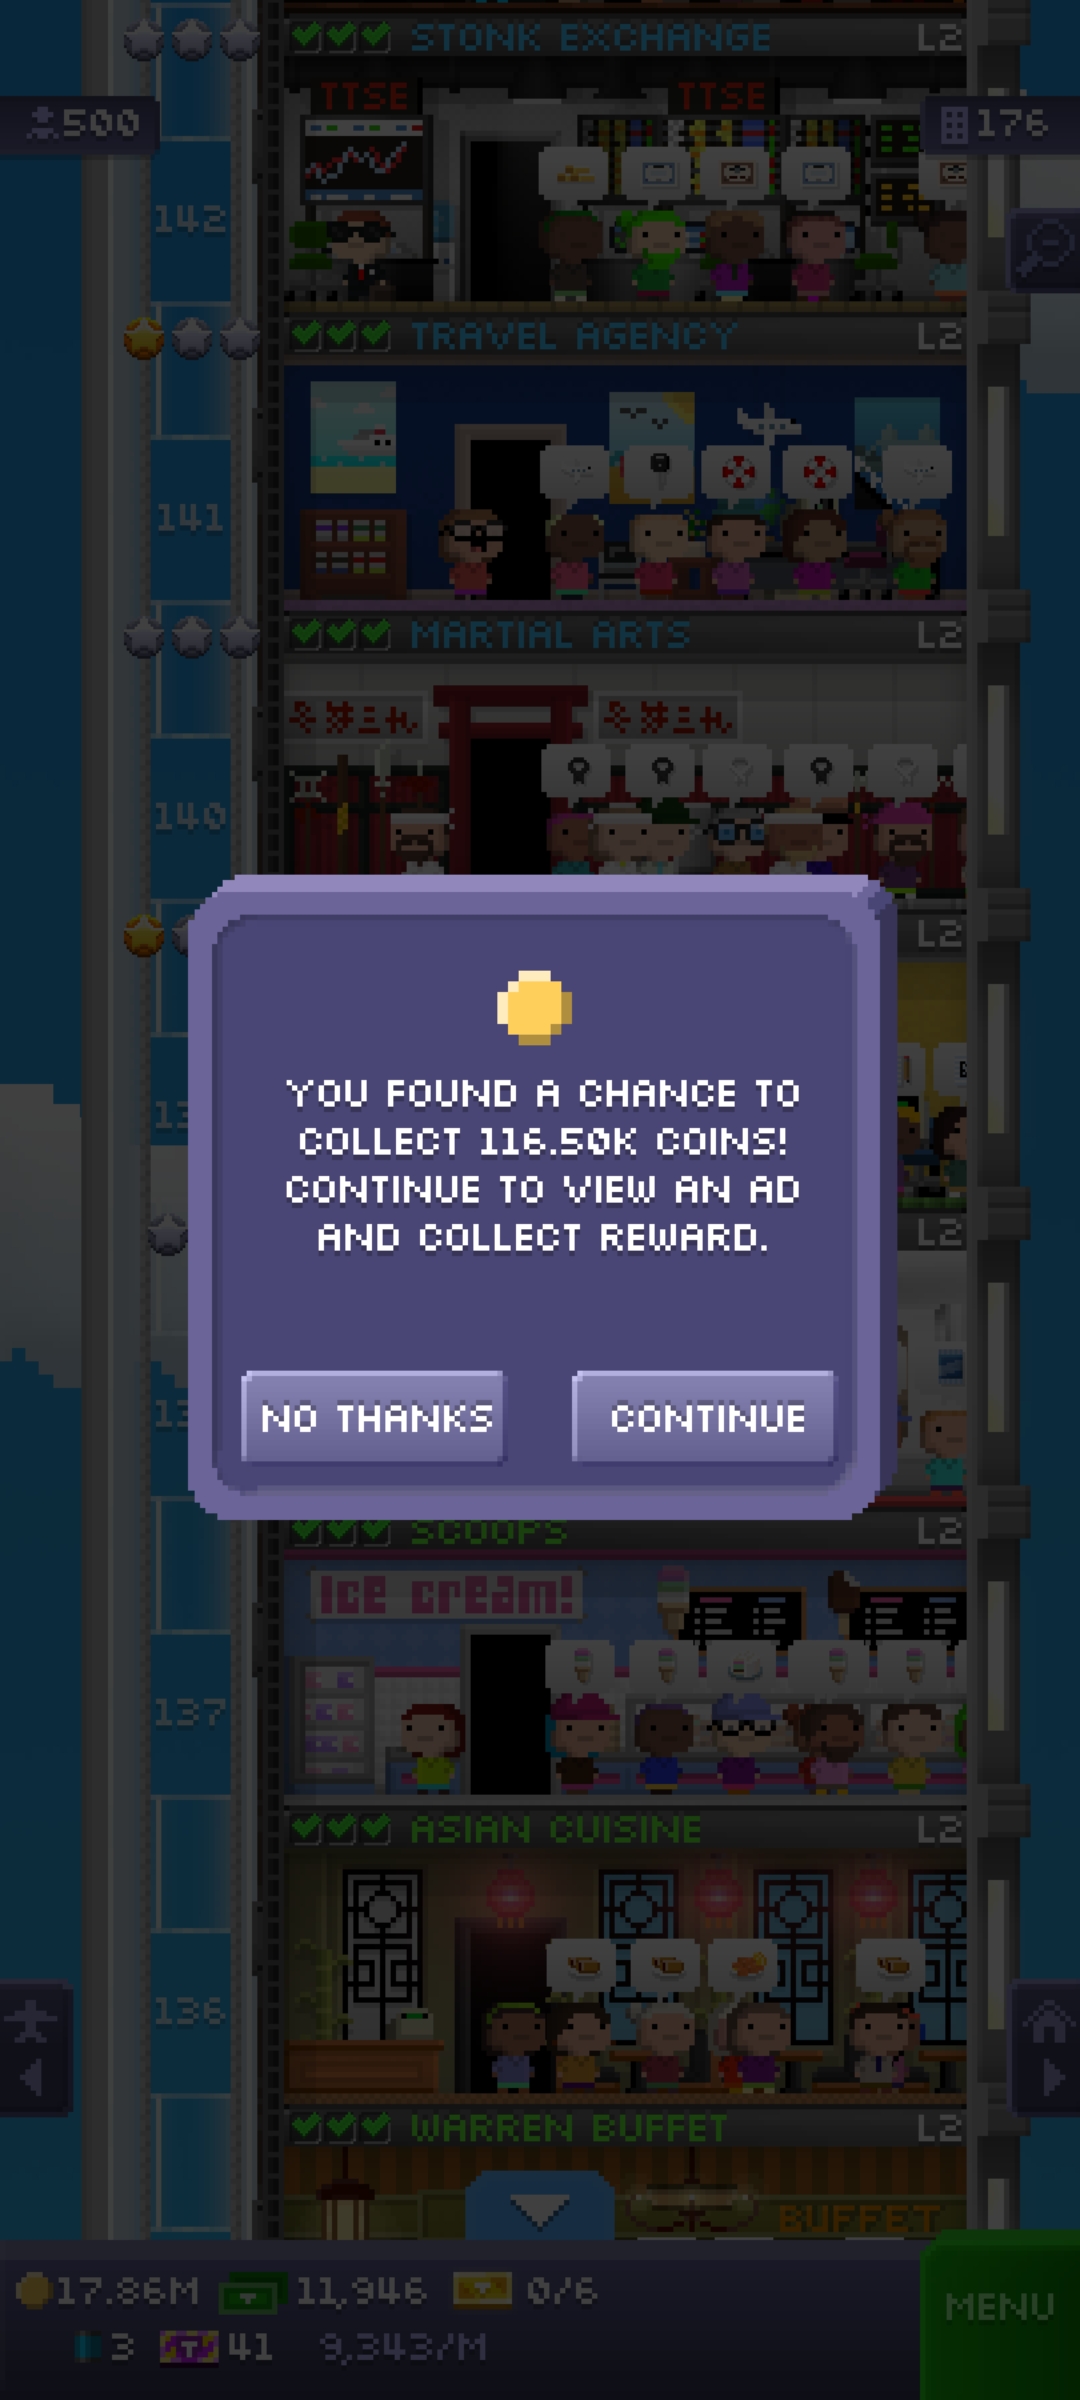 STONK EXCHANGE L2
TTSE TTSE
500
176
142
TRAVEL AGENCY L2
141
MARTIAL ARTS L2
140
L2
YOU FOUND A CHANCE TO
COLLECT 116.50K COINS!
CONTINUE TO VIEW AN AD
AND COLLECT REWARD.
L2
NO THANKS
CONTINUE
SCOOPS L2
Ice cream!
137
ASIAN CUISINE L2
136
WARREN BUFFET L2
BUFFET
17.86M 11,946 0/6
3 T 41 9,343/M
MENU